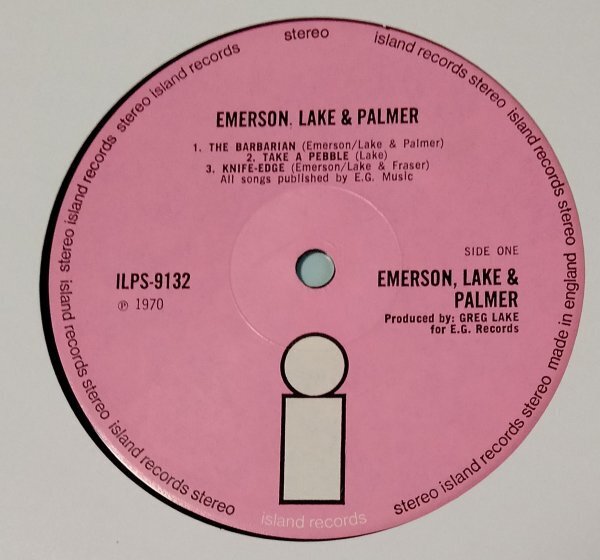 stereo island records stereo island records stereo island records stereo made in england stereo island records stereo island records stereo island records stereo island records
EMERSON, LAKE & PALMER
1. THE BARBARIAN (Emerson/Lake & Palmer)
2. TAKE A PEBBLE (Lake)
3. KNIFE-EDGE (Emerson/Lake & Fraser)
All songs published by E.G. Music
SIDE ONE
ILPS-9132
℗ 1970
EMERSON, LAKE &
PALMER
Produced by: GREG LAKE
for E.G. Records
i
island records